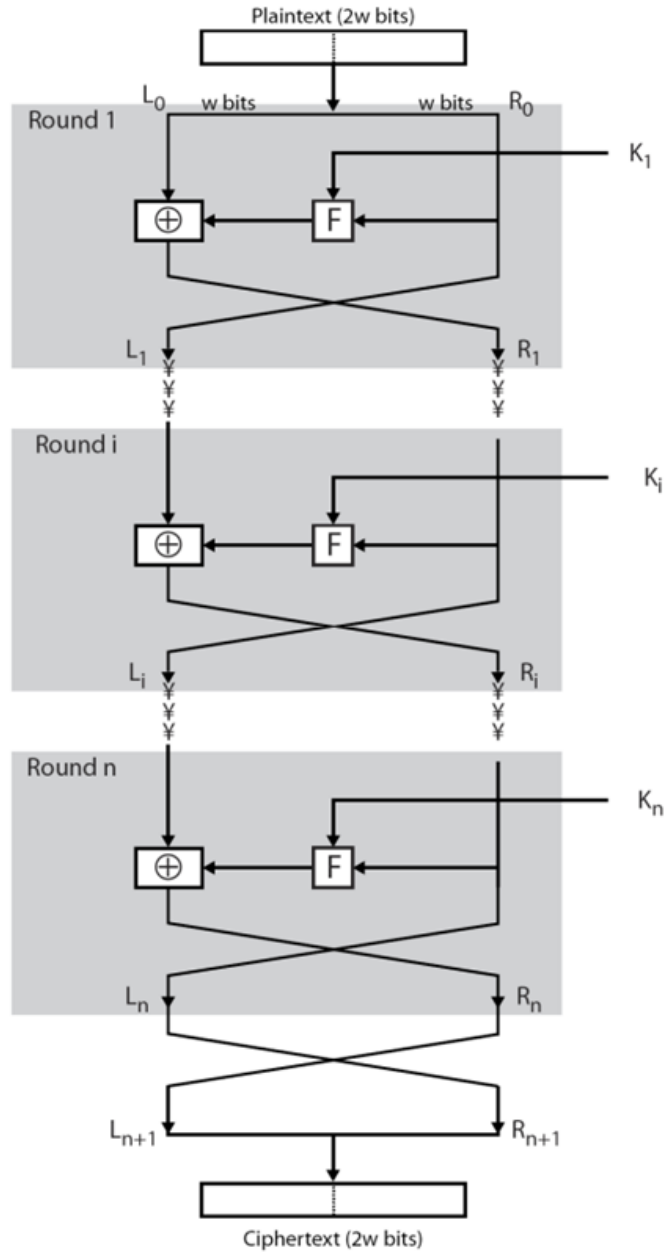 Plaintext (2w bits)
L0 w bits w bits R0
Round 1
K1
⊕ F
L1 R1
¥ ¥
¥ ¥
¥ ¥
Round i
Ki
⊕ F
Li Ri
¥ ¥
¥ ¥
¥ ¥
Round n
Kn
⊕ F
Ln Rn
Ln+1 Rn+1
Ciphertext (2w bits)